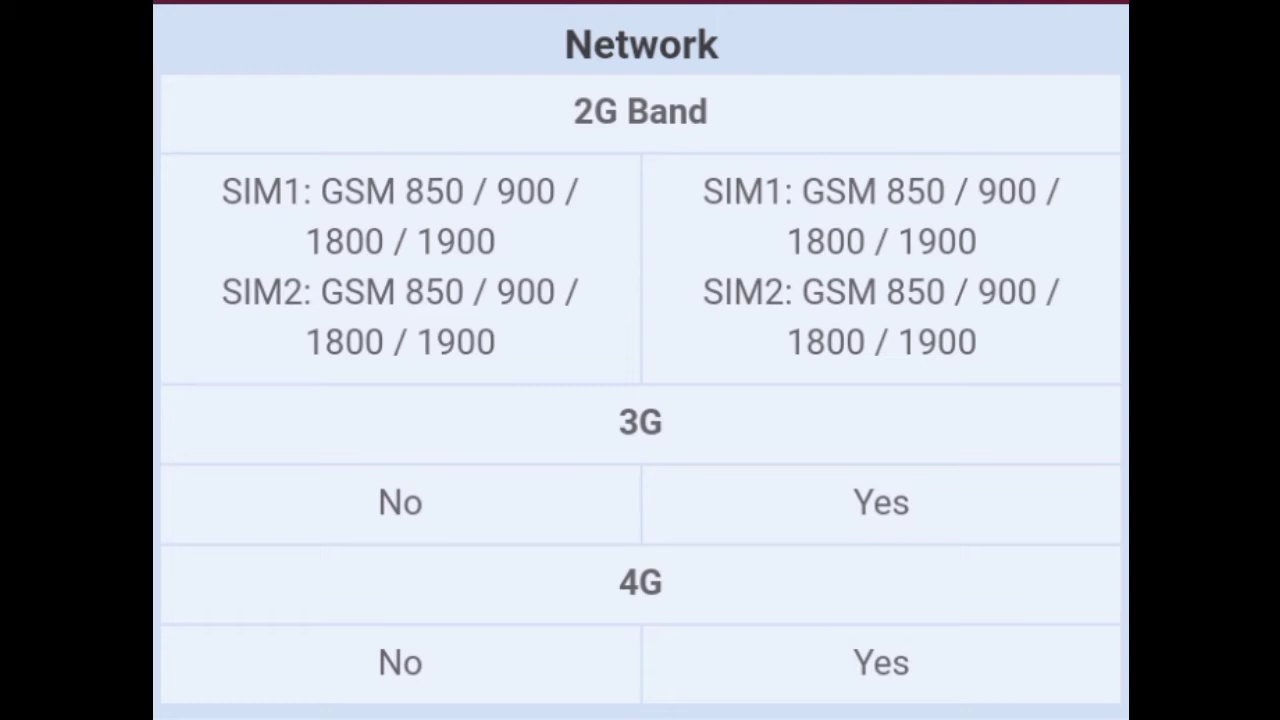 Network
2G Band
SIM1: GSM 850 / 900 /
1800 / 1900
SIM2: GSM 850 / 900 /
1800 / 1900
SIM1: GSM 850 / 900 /
1800 / 1900
SIM2: GSM 850 / 900 /
1800 / 1900
3G
No
Yes
4G
No
Yes